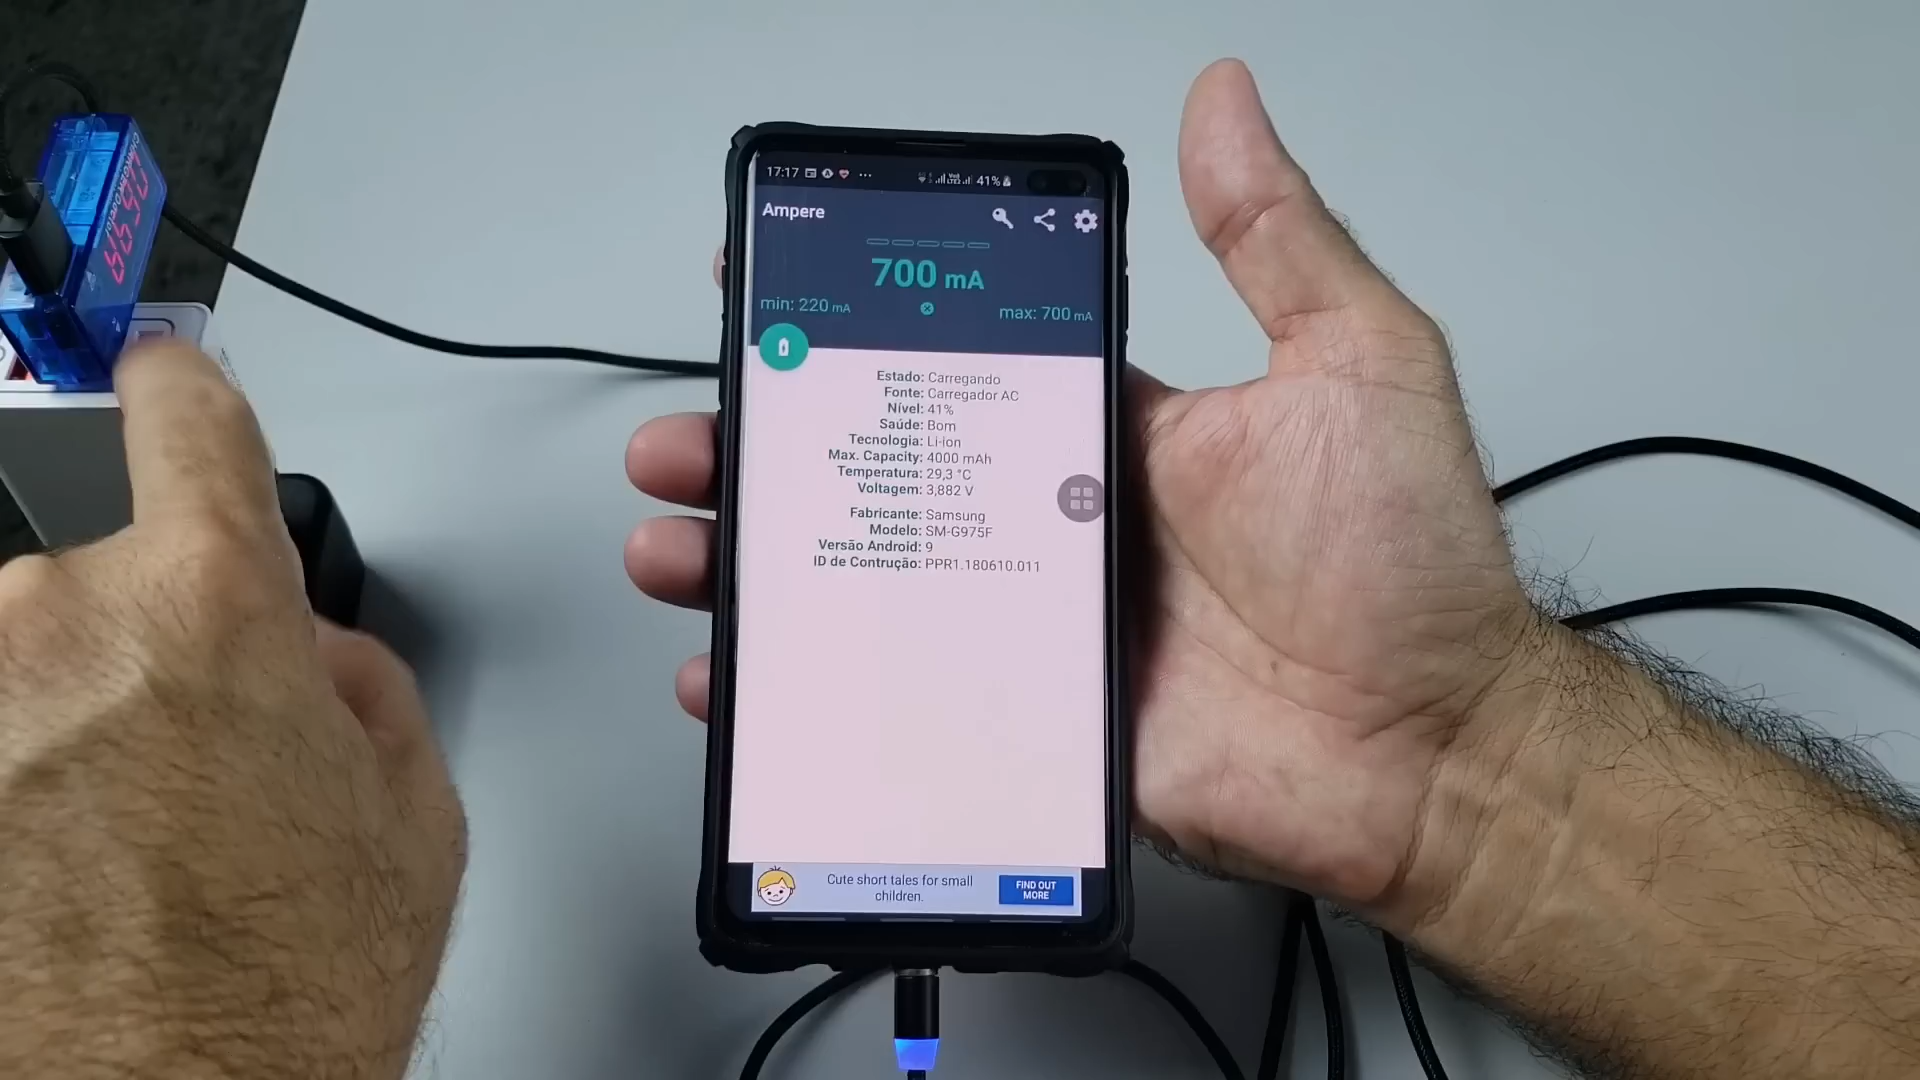 17:17 41%
Ampere
700 mA
min: 220 mA
max: 700 mA
Estado: Carregando
Fonte: Carregador AC
Nível: 41%
Saúde: Bom
Tecnologia: Li-ion
Max. Capacity: 4000 mAh
Temperatura: 29,3 °C
Voltagem: 3,882 V
Fabricante: Samsung
Modelo: SM-G975F
Versão Android: 9
ID de Contrução: PPR1.180610.011
Cute short tales for small
children.
FIND OUT
MORE